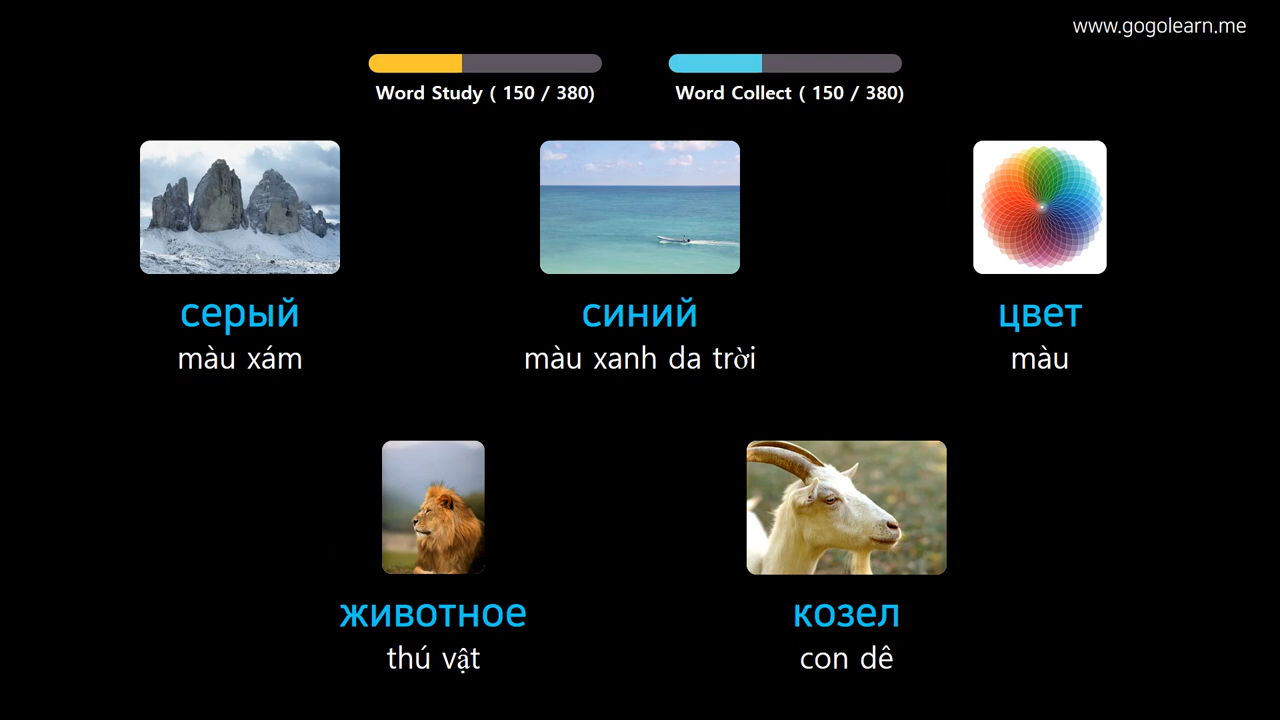 www.gogolearn.me
Word Study ( 150 / 380)
Word Collect ( 150 / 380)
серый
синий
цвет
màu xám
màu xanh da trời
màu
животное
козел
thú vật
con dê